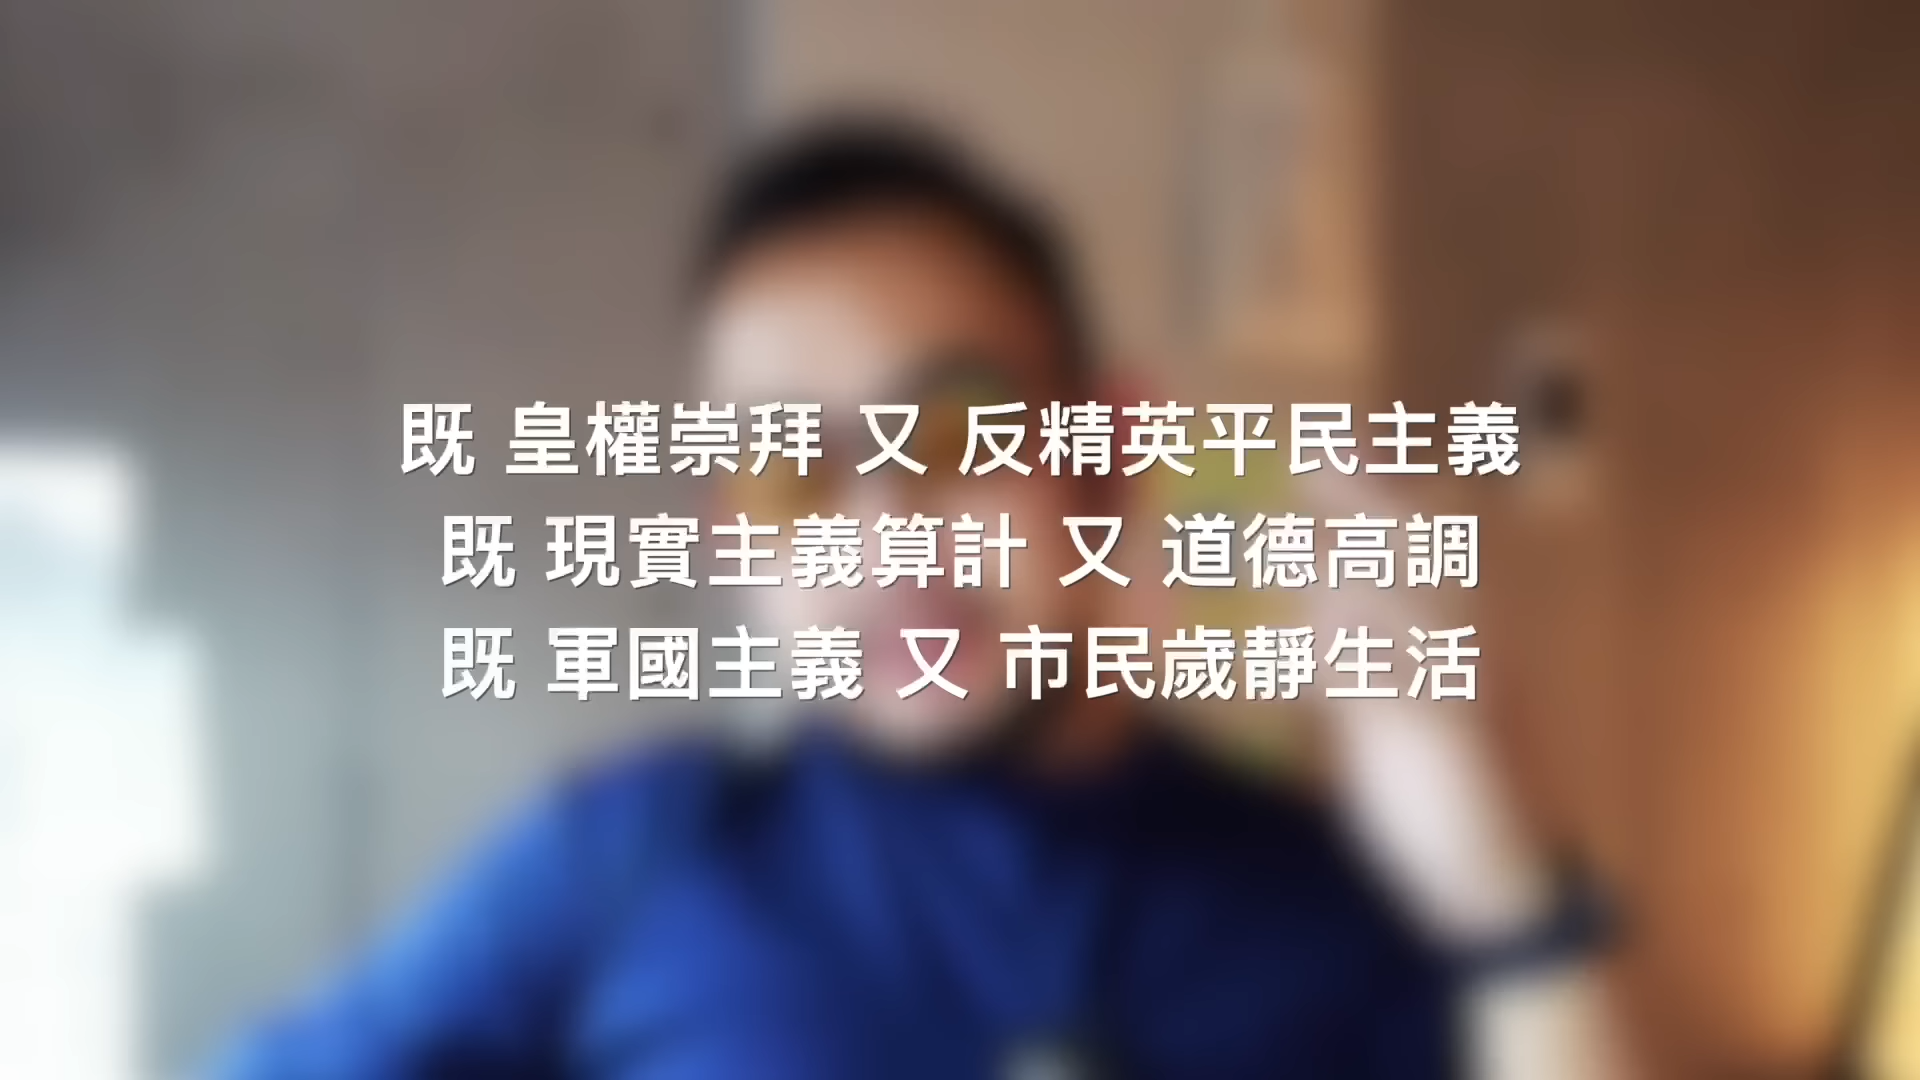 既 皇權崇拜 又 反精英平民主義
既 現實主義算計 又 道德高調
既 軍國主義 又 市民歲靜生活